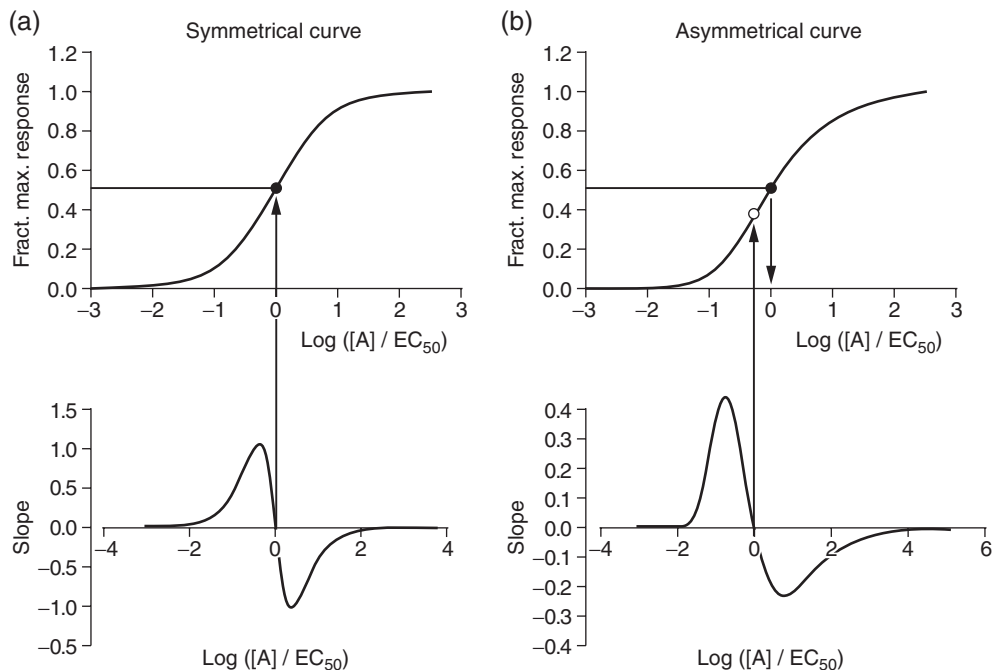 (a)
Symmetrical curve
Fract. max. response
1.2
1.0
0.8
0.6
0.4
0.2
0.0
−3 −2 −1 0 1 2 3
Log ([A] / EC50)
Slope
1.5
1.0
0.5
0.0
−0.5
−1.0
−0.5
−4 −2 0 2 4
Log ([A] / EC50)
(b)
Asymmetrical curve
Fract. max. response
1.2
1.0
0.8
0.6
0.4
0.2
0.0
−3 −2 −1 0 1 2 3
Log ([A] / EC50)
Slope
0.4
0.3
0.2
0.1
0.0
−0.1
−0.2
−0.3
−0.4
−4 −2 0 2 4 6
Log ([A] / EC50)